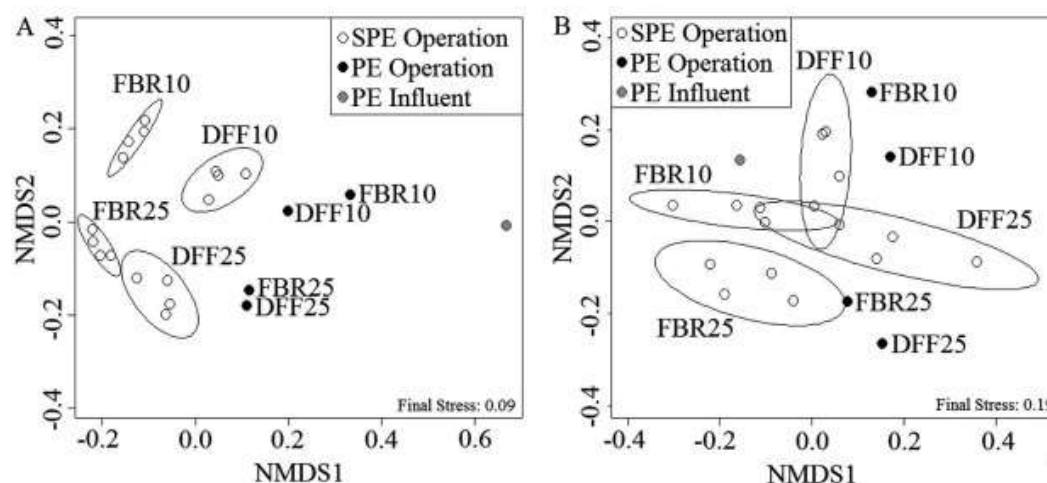 A
SPE Operation
PE Operation
PE Influent
FBR10
DFF10
FBR25
DFF25
FBR10
DFF10
FBR25
DFF25
Final Stress: 0.09
NMDS2
0.4
0.2
0.0
-0.2
-0.4
-0.2
0.0
0.2
0.4
0.6
NMDS1
B
SPE Operation
PE Operation
PE Influent
DFF10
FBR10
DFF10
FBR10
DFF25
FBR25
FBR25
DFF25
Final Stress: 0.19
NMDS2
0.4
0.2
0.0
-0.2
-0.4
-0.4
-0.2
0.0
0.2
0.4
NMDS1